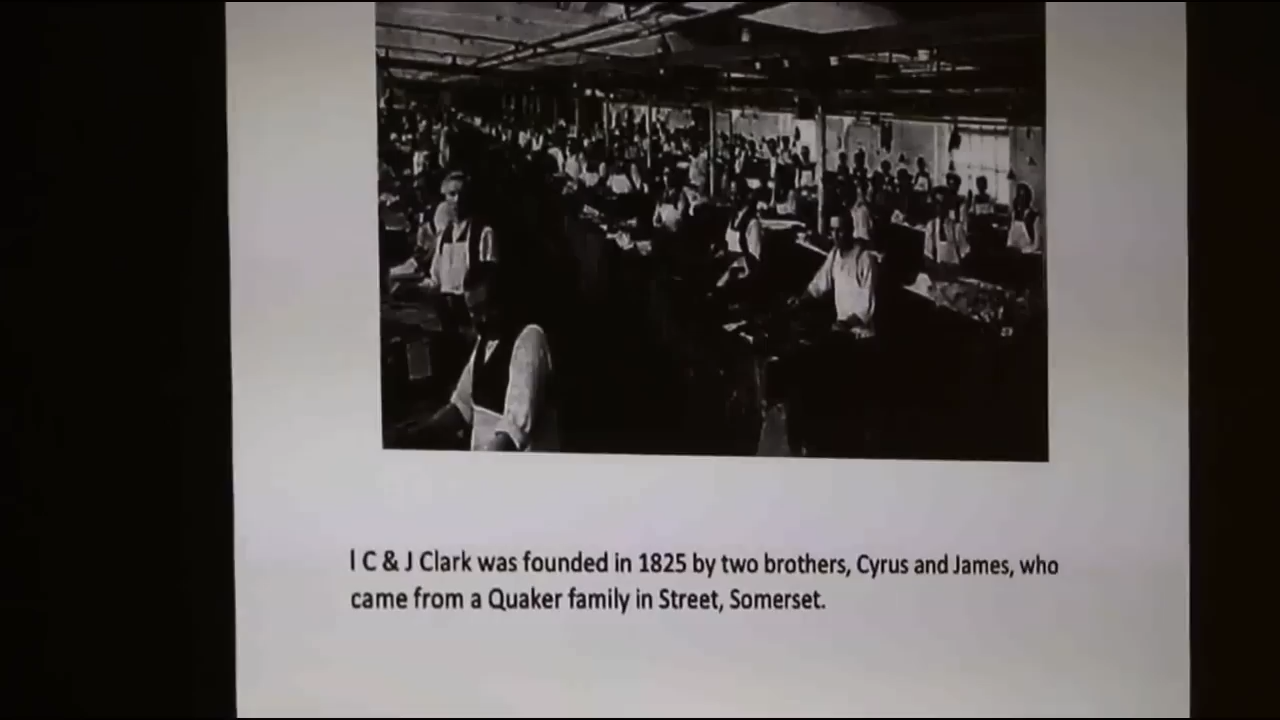 I C & J Clark was founded in 1825 by two brothers, Cyrus and James, who
came from a Quaker family in Street, Somerset.